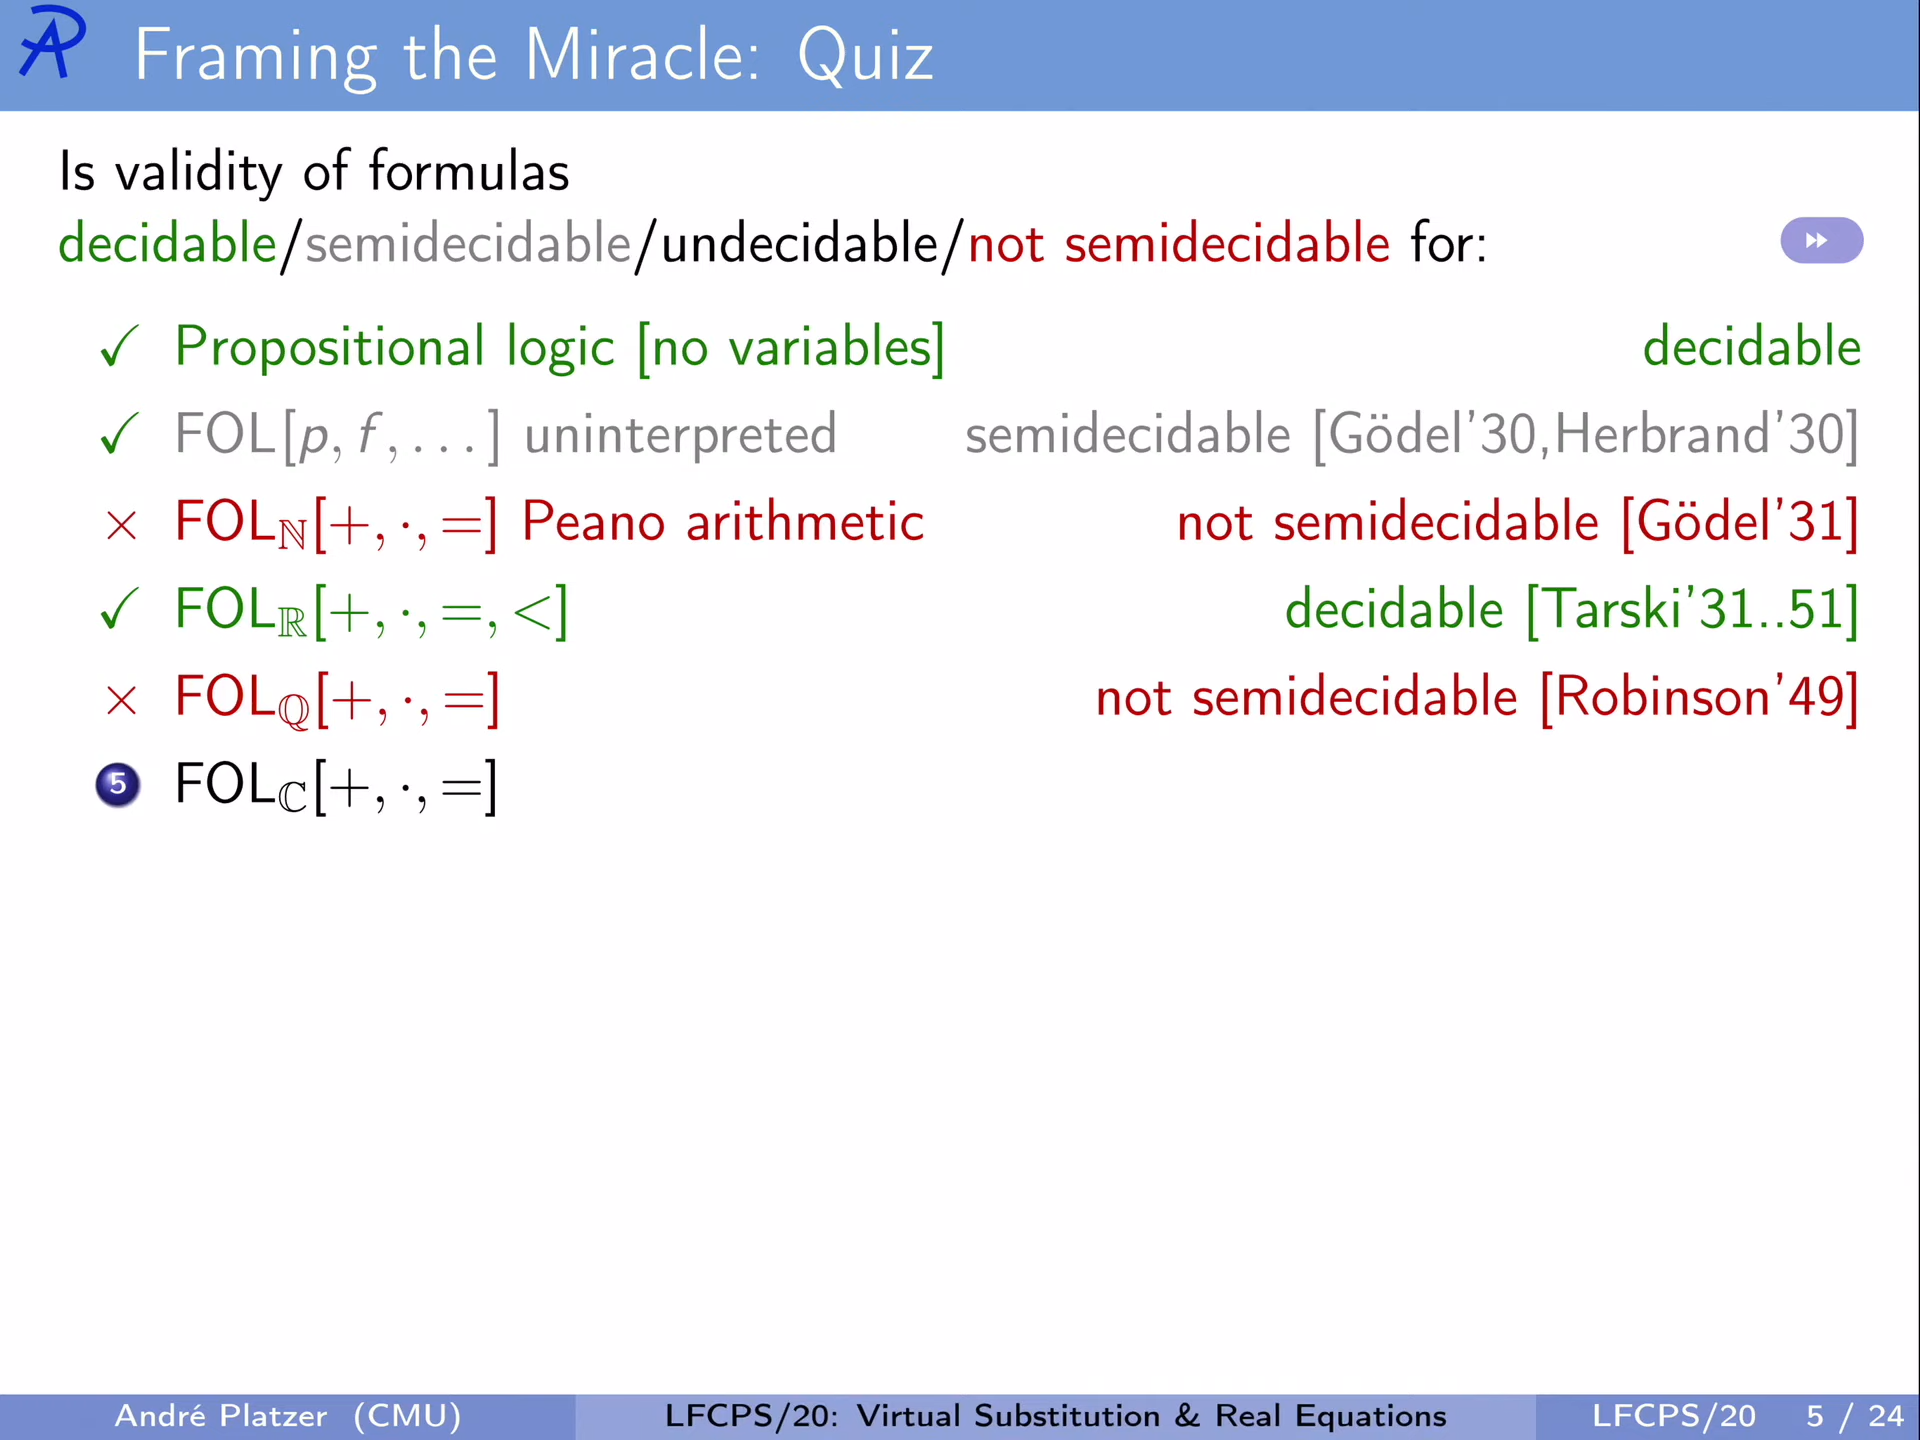 Framing the Miracle: Quiz
Is validity of formulas
decidable/semidecidable/undecidable/not semidecidable for:
✓ Propositional logic [no variables] decidable
✓ FOL[p, f, . . . ] uninterpreted semidecidable [Gödel'30,Herbrand'30]
× FOLℕ[+, ·, =] Peano arithmetic not semidecidable [Gödel'31]
✓ FOLℝ[+, ·, =, <] decidable [Tarski'31..51]
× FOLℚ[+, ·, =] not semidecidable [Robinson'49]
5 FOLℂ[+, ·, =]
André Platzer (CMU) LFCPS/20: Virtual Substitution & Real Equations LFCPS/20 5 / 24